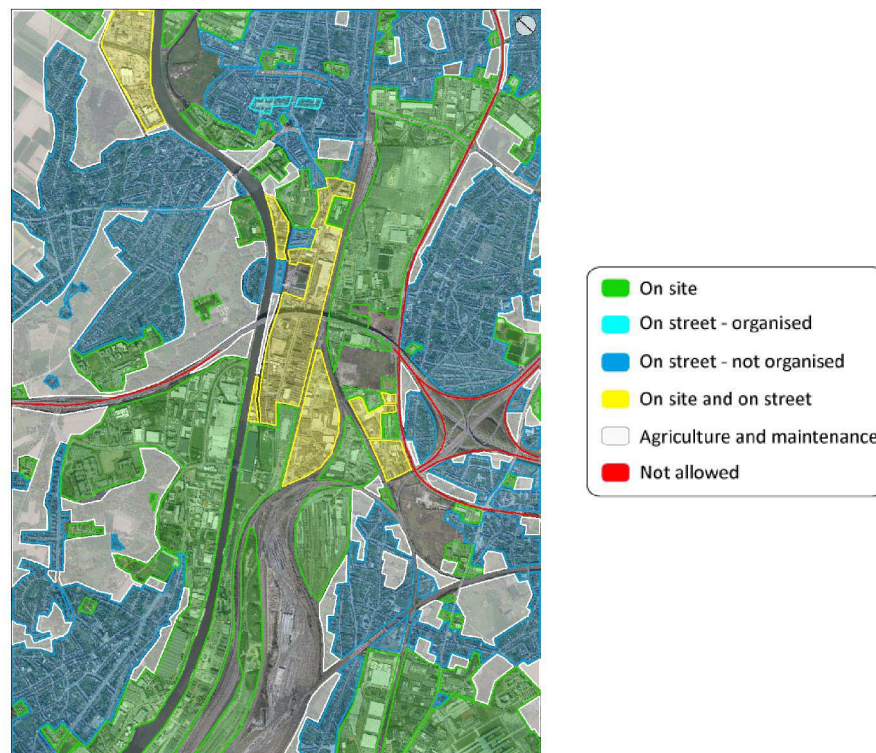 On site
On street - organised
On street - not organised
On site and on street
Agriculture and maintenance
Not allowed